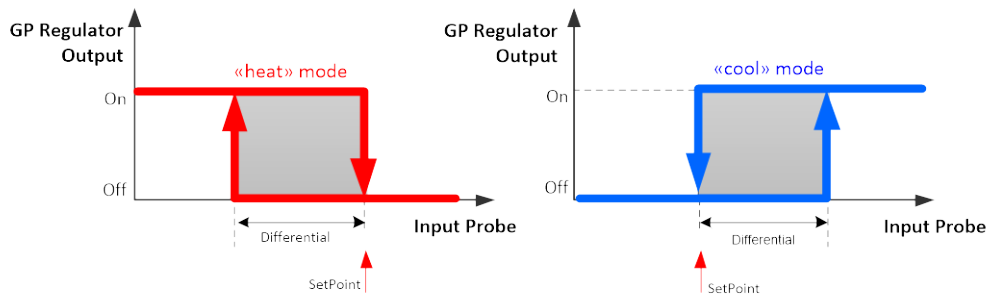 GP Regulator
Output
«heat» mode
On
Off
Input Probe
Differential
SetPoint
GP Regulator
Output
«cool» mode
On
Off
Input Probe
Differential
SetPoint